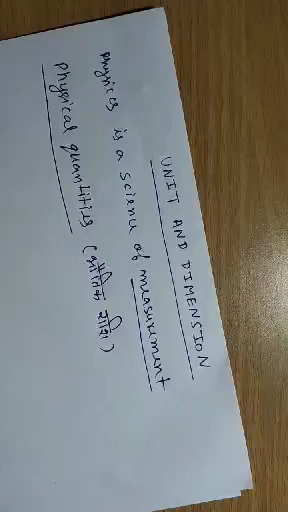 UNIT AND DIMENSION
Physics is a science of measurement
Physical quantities (भौतिक राशि)